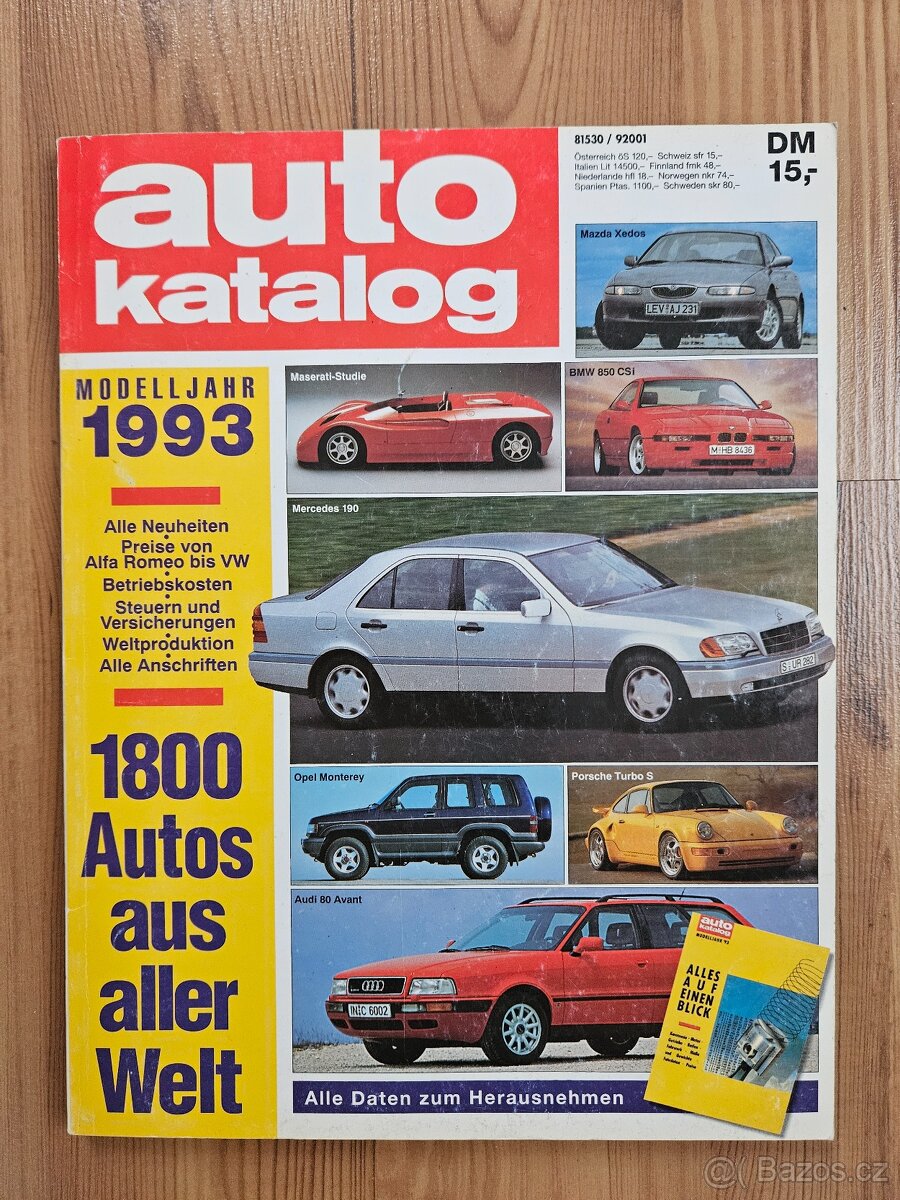 auto
katalog
81530 / 92001
Österreich öS 120,- Schweiz sfr 15,-
Italien Lit 14500,- Finnland fmk 48,-
Niederlande hfl 18.- Norwegen nkr 74,-
Spanien Ptas. 1100,- Schweden skr 80,-
DM
15,-
Mazda Xedos
LEV AJ 231
MODELLJAHR
1993
Alle Neuheiten
Preise von
Alfa Romeo bis VW
Betriebskosten
Steuern und
Versicherungen
Weltproduktion
Alle Anschriften
1800
Autos
aus
aller
Welt
Maserati-Studie
BMW 850 CSi
M-HB 8436
Mercedes 190
S-UR 282
Opel Monterey
Porsche Turbo S
Audi 80 Avant
IN-C 6002
auto
katalog
MODELLJAHR '93
ALLES
AUF
EINEN
BLICK
Alle Daten zum Herausnehmen
Bazos.cz